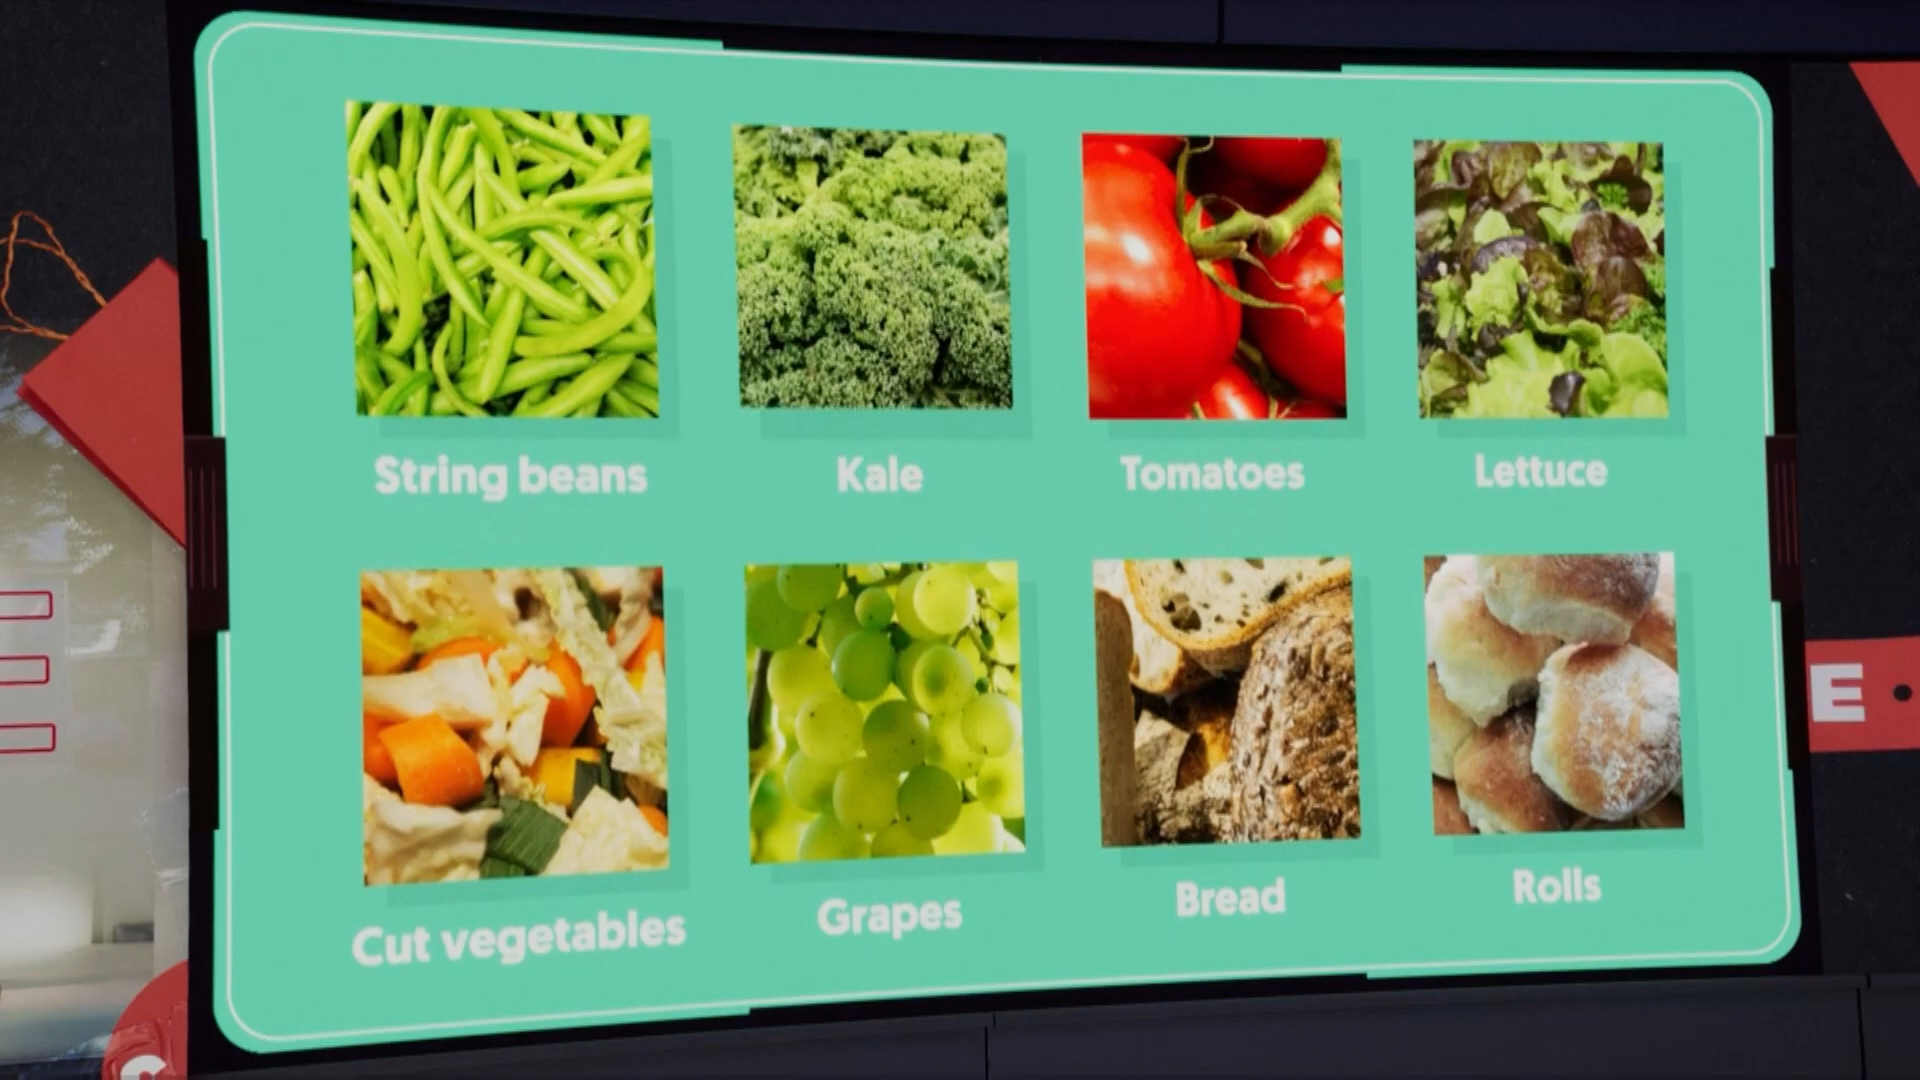 String beans
Kale
Tomatoes
Lettuce
Cut vegetables
Grapes
Bread
Rolls
E